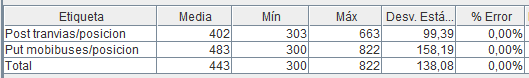 Etiqueta Media Mín Máx Desv. Está... % Error
Post tranvias/posicion 402 303 663 99,39 0,00%
Put mobibuses/posicion 483 300 822 158,19 0,00%
Total 443 300 822 138,08 0,00%